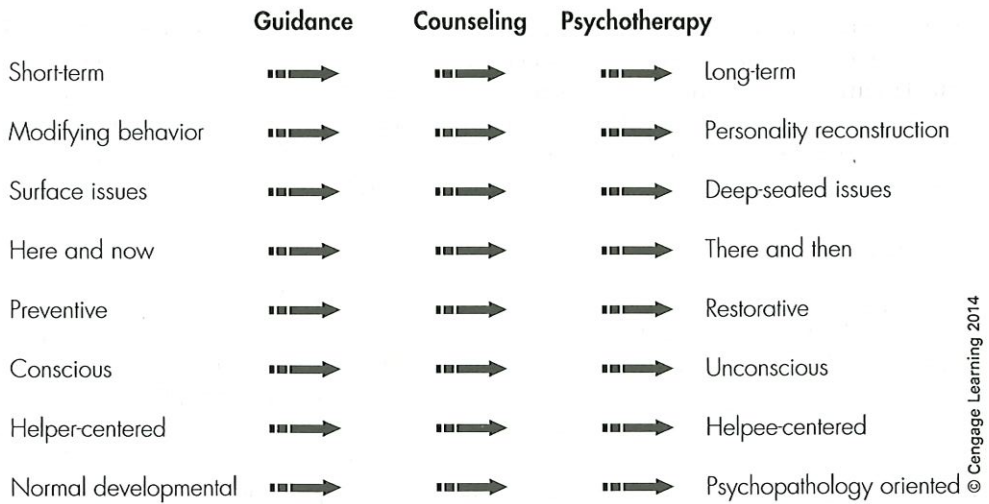 Guidance Counseling Psychotherapy
Short-term Long-term
Modifying behavior Personality reconstruction
Surface issues Deep-seated issues
Here and now There and then
Preventive Restorative
Conscious Unconscious
Helper-centered Helpee-centered
Normal developmental Psychopathology oriented
© Cengage Learning 2014